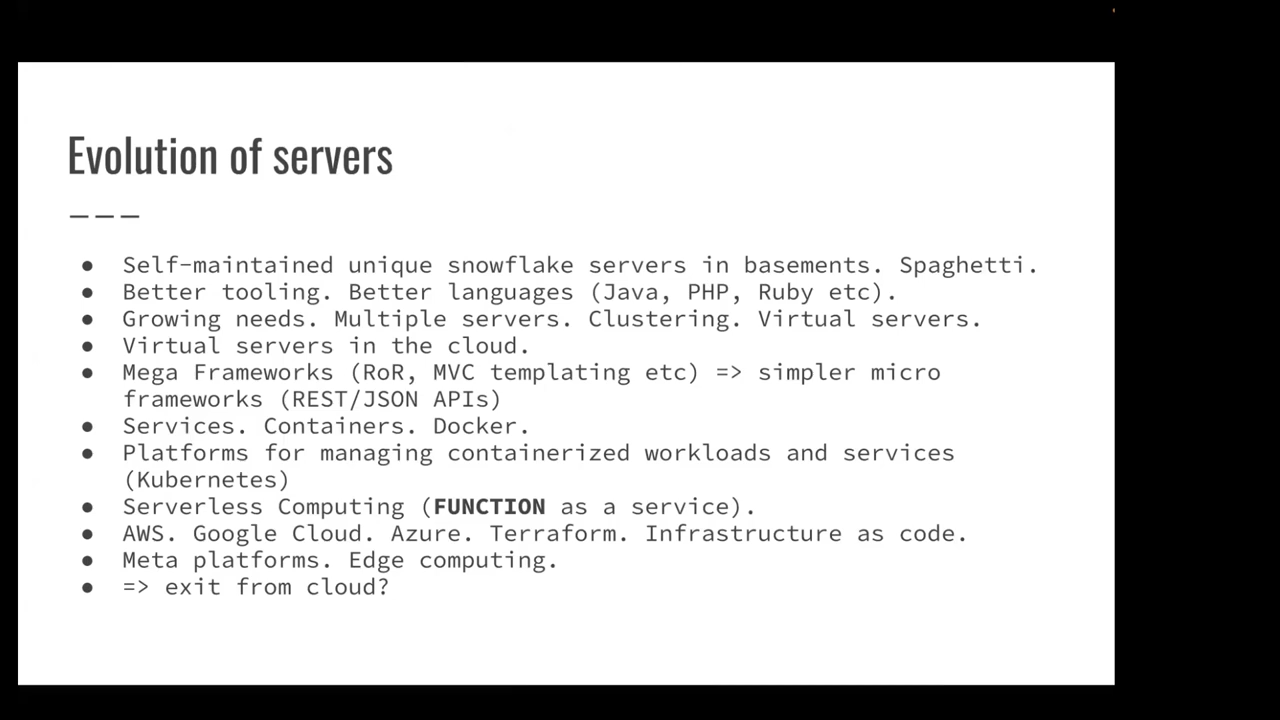 Evolution of servers
———
● Self-maintained unique snowflake servers in basements. Spaghetti.
● Better tooling. Better languages (Java, PHP, Ruby etc).
● Growing needs. Multiple servers. Clustering. Virtual servers.
● Virtual servers in the cloud.
● Mega Frameworks (RoR, MVC templating etc) => simpler micro
frameworks (REST/JSON APIs)
● Services. Containers. Docker.
● Platforms for managing containerized workloads and services
(Kubernetes)
● Serverless Computing (FUNCTION as a service).
● AWS. Google Cloud. Azure. Terraform. Infrastructure as code.
● Meta platforms. Edge computing.
● => exit from cloud?